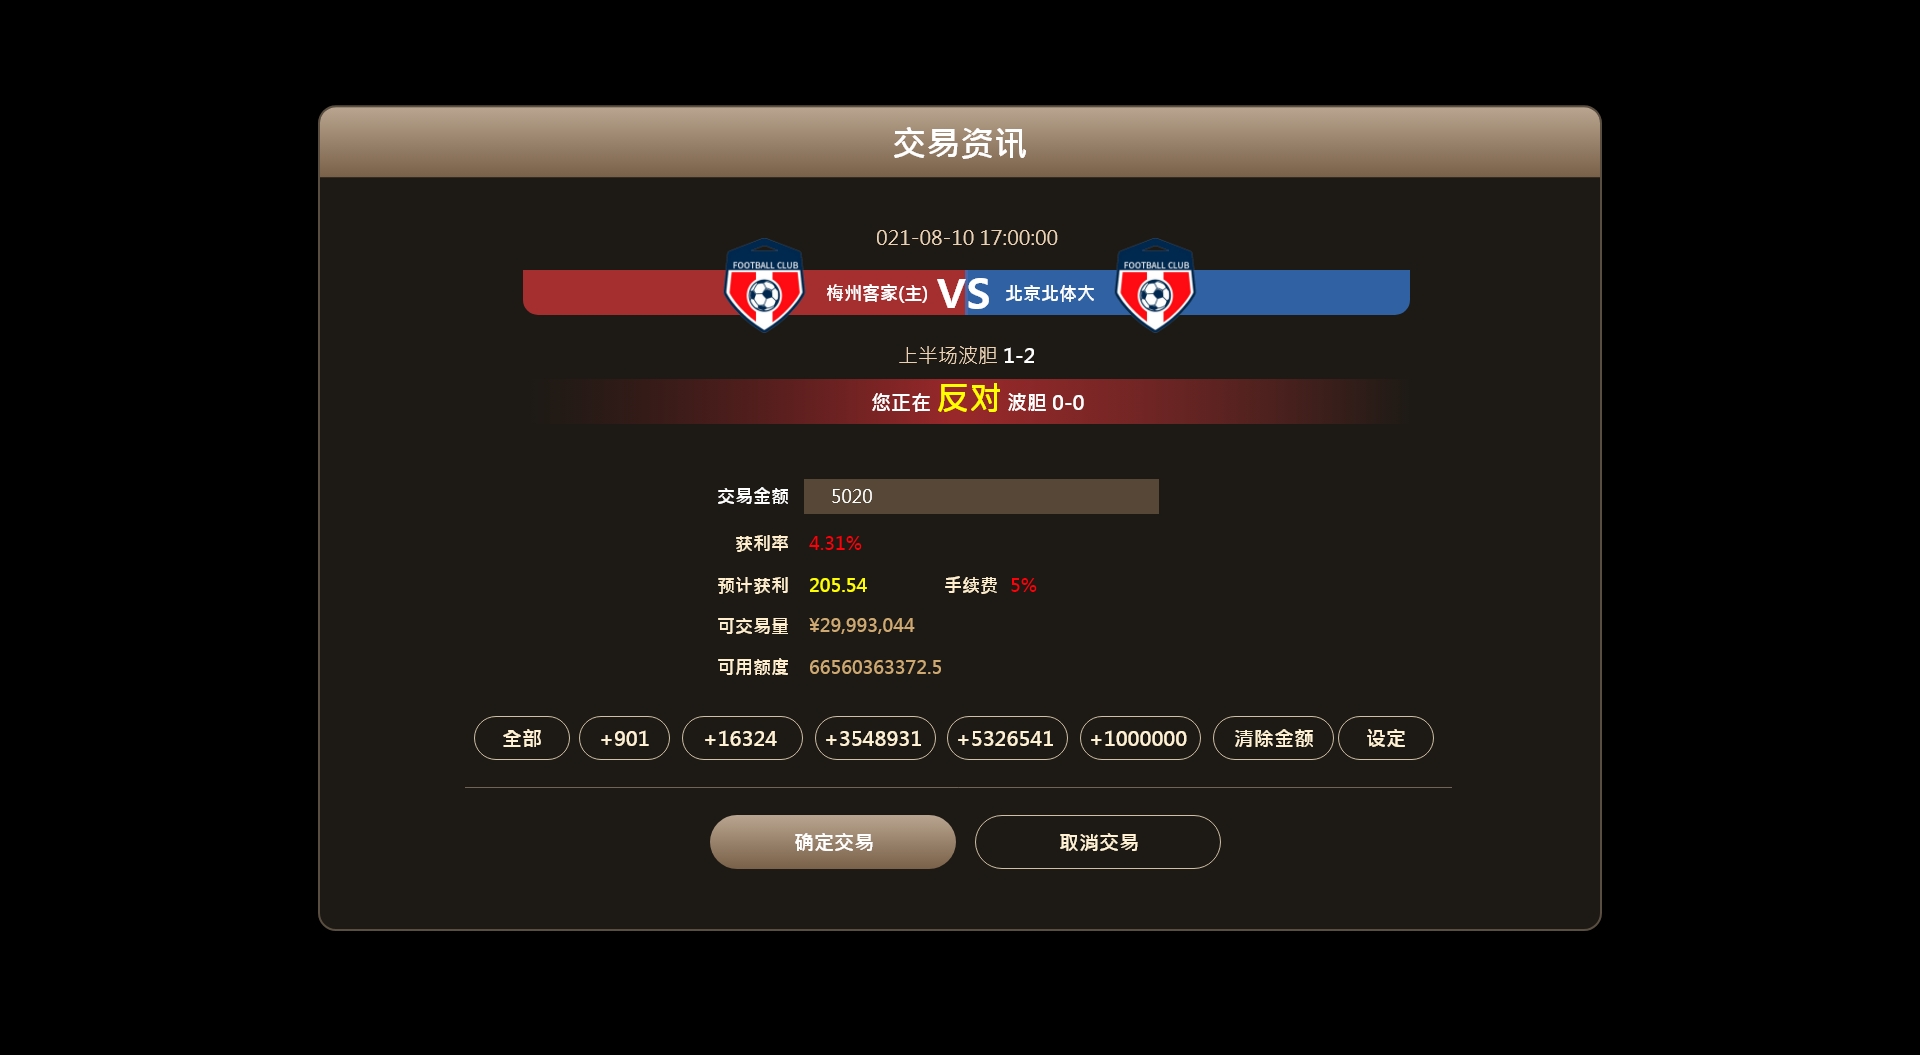 交易资讯
021-08-10 17:00:00
FOOTBALL CLUB
FOOTBALL CLUB
梅州客家(主) VS 北京北体大
上半场波胆 1-2
您正在 反对 波胆 0-0
交易金额 5020
获利率 4.31%
预计获利 205.54 手续费 5%
可交易量 ¥29,993,044
可用额度 66560363372.5
全部 +901 +16324 +3548931 +5326541 +1000000 清除金额 设定
确定交易 取消交易